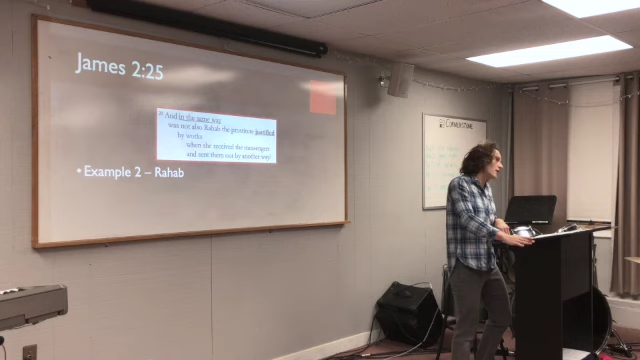 James 2:25
25 And in the same way
was not also Rahab the prostitute justified
by works
when she received the messengers
and sent them out by another way?
• Example 2 – Rahab
CORNERSTONE